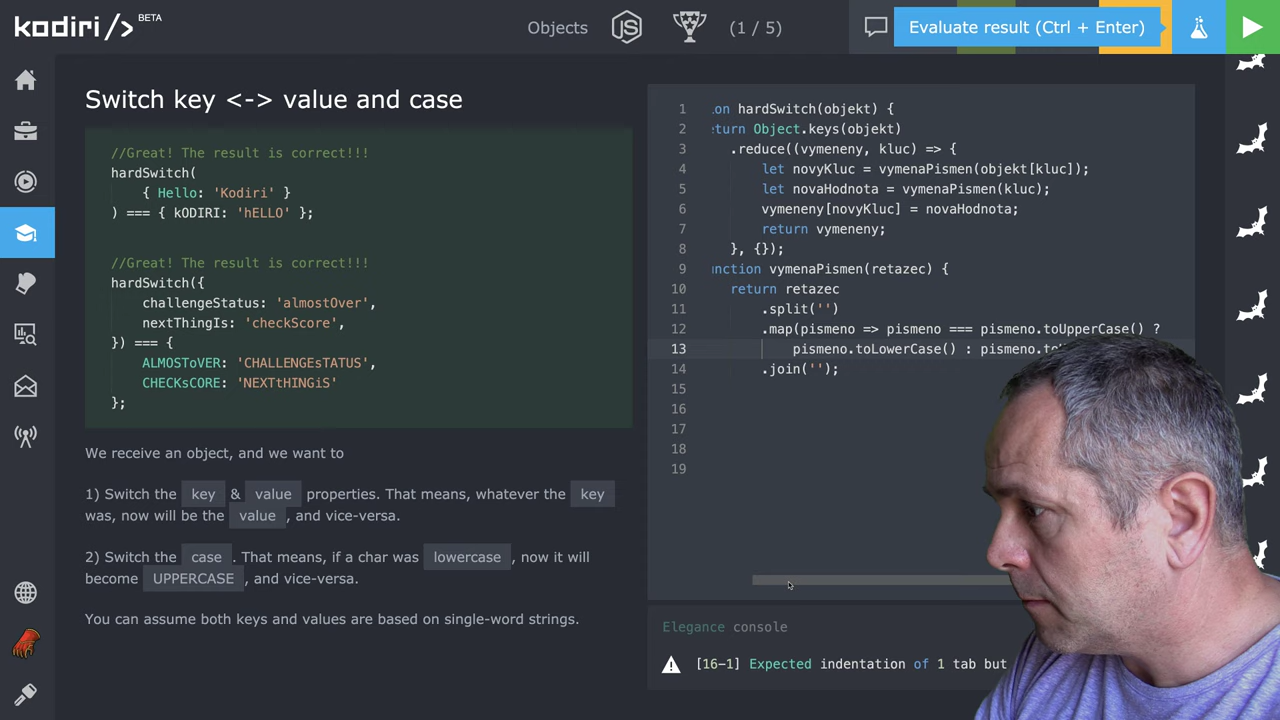 kodiri/> BETA
Objects
JS
(1 / 5)
Evaluate result (Ctrl + Enter)
Switch key <-> value and case
//Great! The result is correct!!!
hardSwitch(
{ Hello: 'Kodiri' }
) === { kODIRI: 'hELLO' };
//Great! The result is correct!!!
hardSwitch({
challengeStatus: 'almostOver',
nextThingIs: 'checkScore',
}) === {
ALMOSToVER: 'CHALLENGEsTATUS',
CHECKsCORE: 'NEXTtHINGiS'
};
We receive an object, and we want to
1) Switch the key & value properties. That means, whatever the key
was, now will be the value , and vice-versa.
2) Switch the case . That means, if a char was lowercase , now it will
become UPPERCASE , and vice-versa.
You can assume both keys and values are based on single-word strings.
1 on hardSwitch(objekt) {
2 turn Object.keys(objekt)
3 .reduce((vymeneny, kluc) => {
4 let novyKluc = vymenaPismen(objekt[kluc]);
5 let novaHodnota = vymenaPismen(kluc);
6 vymeneny[novyKluc] = novaHodnota;
7 return vymeneny;
8 }, {});
9 nction vymenaPismen(retazec) {
10 return retazec
11 .split('')
12 .map(pismeno => pismeno === pismeno.toUpperCase() ?
13 pismeno.toLowerCase() : pismeno.to
14 .join('');
15
16
17
18
19
Elegance console
[16-1] Expected indentation of 1 tab but